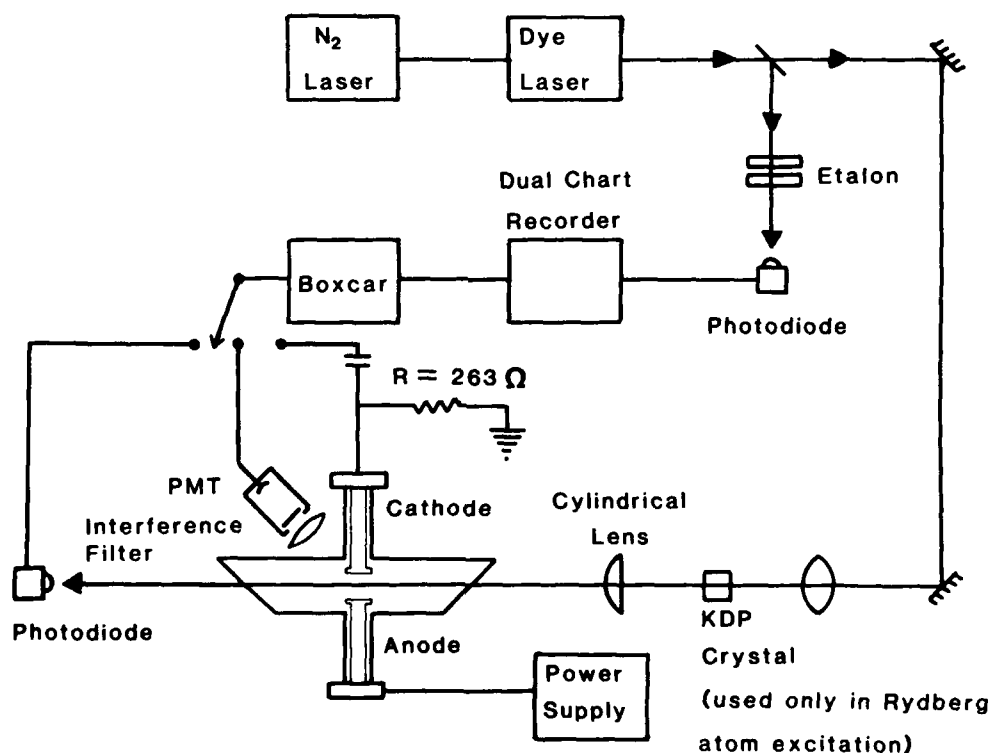 N₂
Laser
Dye
Laser
Etalon
Dual Chart
Recorder
Boxcar
Photodiode
R = 263 Ω
PMT
Cathode
Cylindrical
Lens
Interference
Filter
KDP
Photodiode
Anode
Crystal
Power
Supply
(used only in Rydberg
atom excitation)